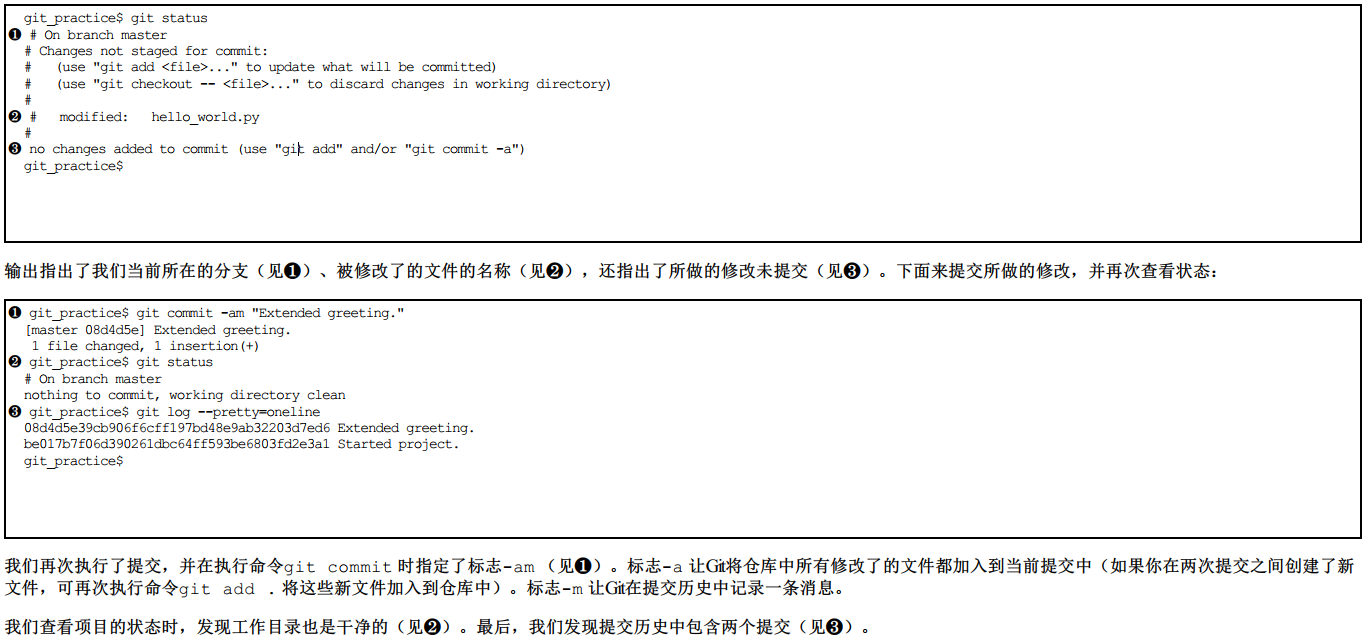 git_practice$ git status
❶ # On branch master
# Changes not staged for commit:
#   (use "git add <file>..." to update what will be committed)
#   (use "git checkout -- <file>..." to discard changes in working directory)
#
❷ #   modified:   hello_world.py
#
❸ no changes added to commit (use "git add" and/or "git commit -a")
git_practice$
输出指出了我们当前所在的分支（见❶）、被修改了的文件的名称（见❷），还指出了所做的修改未提交（见❸）。下面来提交所做的修改，并再次查看状态：
❶ git_practice$ git commit -am "Extended greeting."
[master 08d4d5e] Extended greeting.
1 file changed, 1 insertion(+)
❷ git_practice$ git status
# On branch master
nothing to commit, working directory clean
❸ git_practice$ git log --pretty=oneline
08d4d5e39cb906f6cff197bd48e9ab32203d7ed6 Extended greeting.
be017b7f06d390261dbc64ff593be6803fd2e3a1 Started project.
git_practice$
我们再次执行了提交，并在执行命令git commit 时指定了标志-am （见❶）。标志-a 让Git将仓库中所有修改了的文件都加入到当前提交中（如果你在两次提交之间创建了新
文件，可再次执行命令git add . 将这些新文件加入到仓库中）。标志-m 让Git在提交历史中记录一条消息。
我们查看项目的状态时，发现工作目录也是干净的（见❷）。最后，我们发现提交历史中包含两个提交（见❸）。